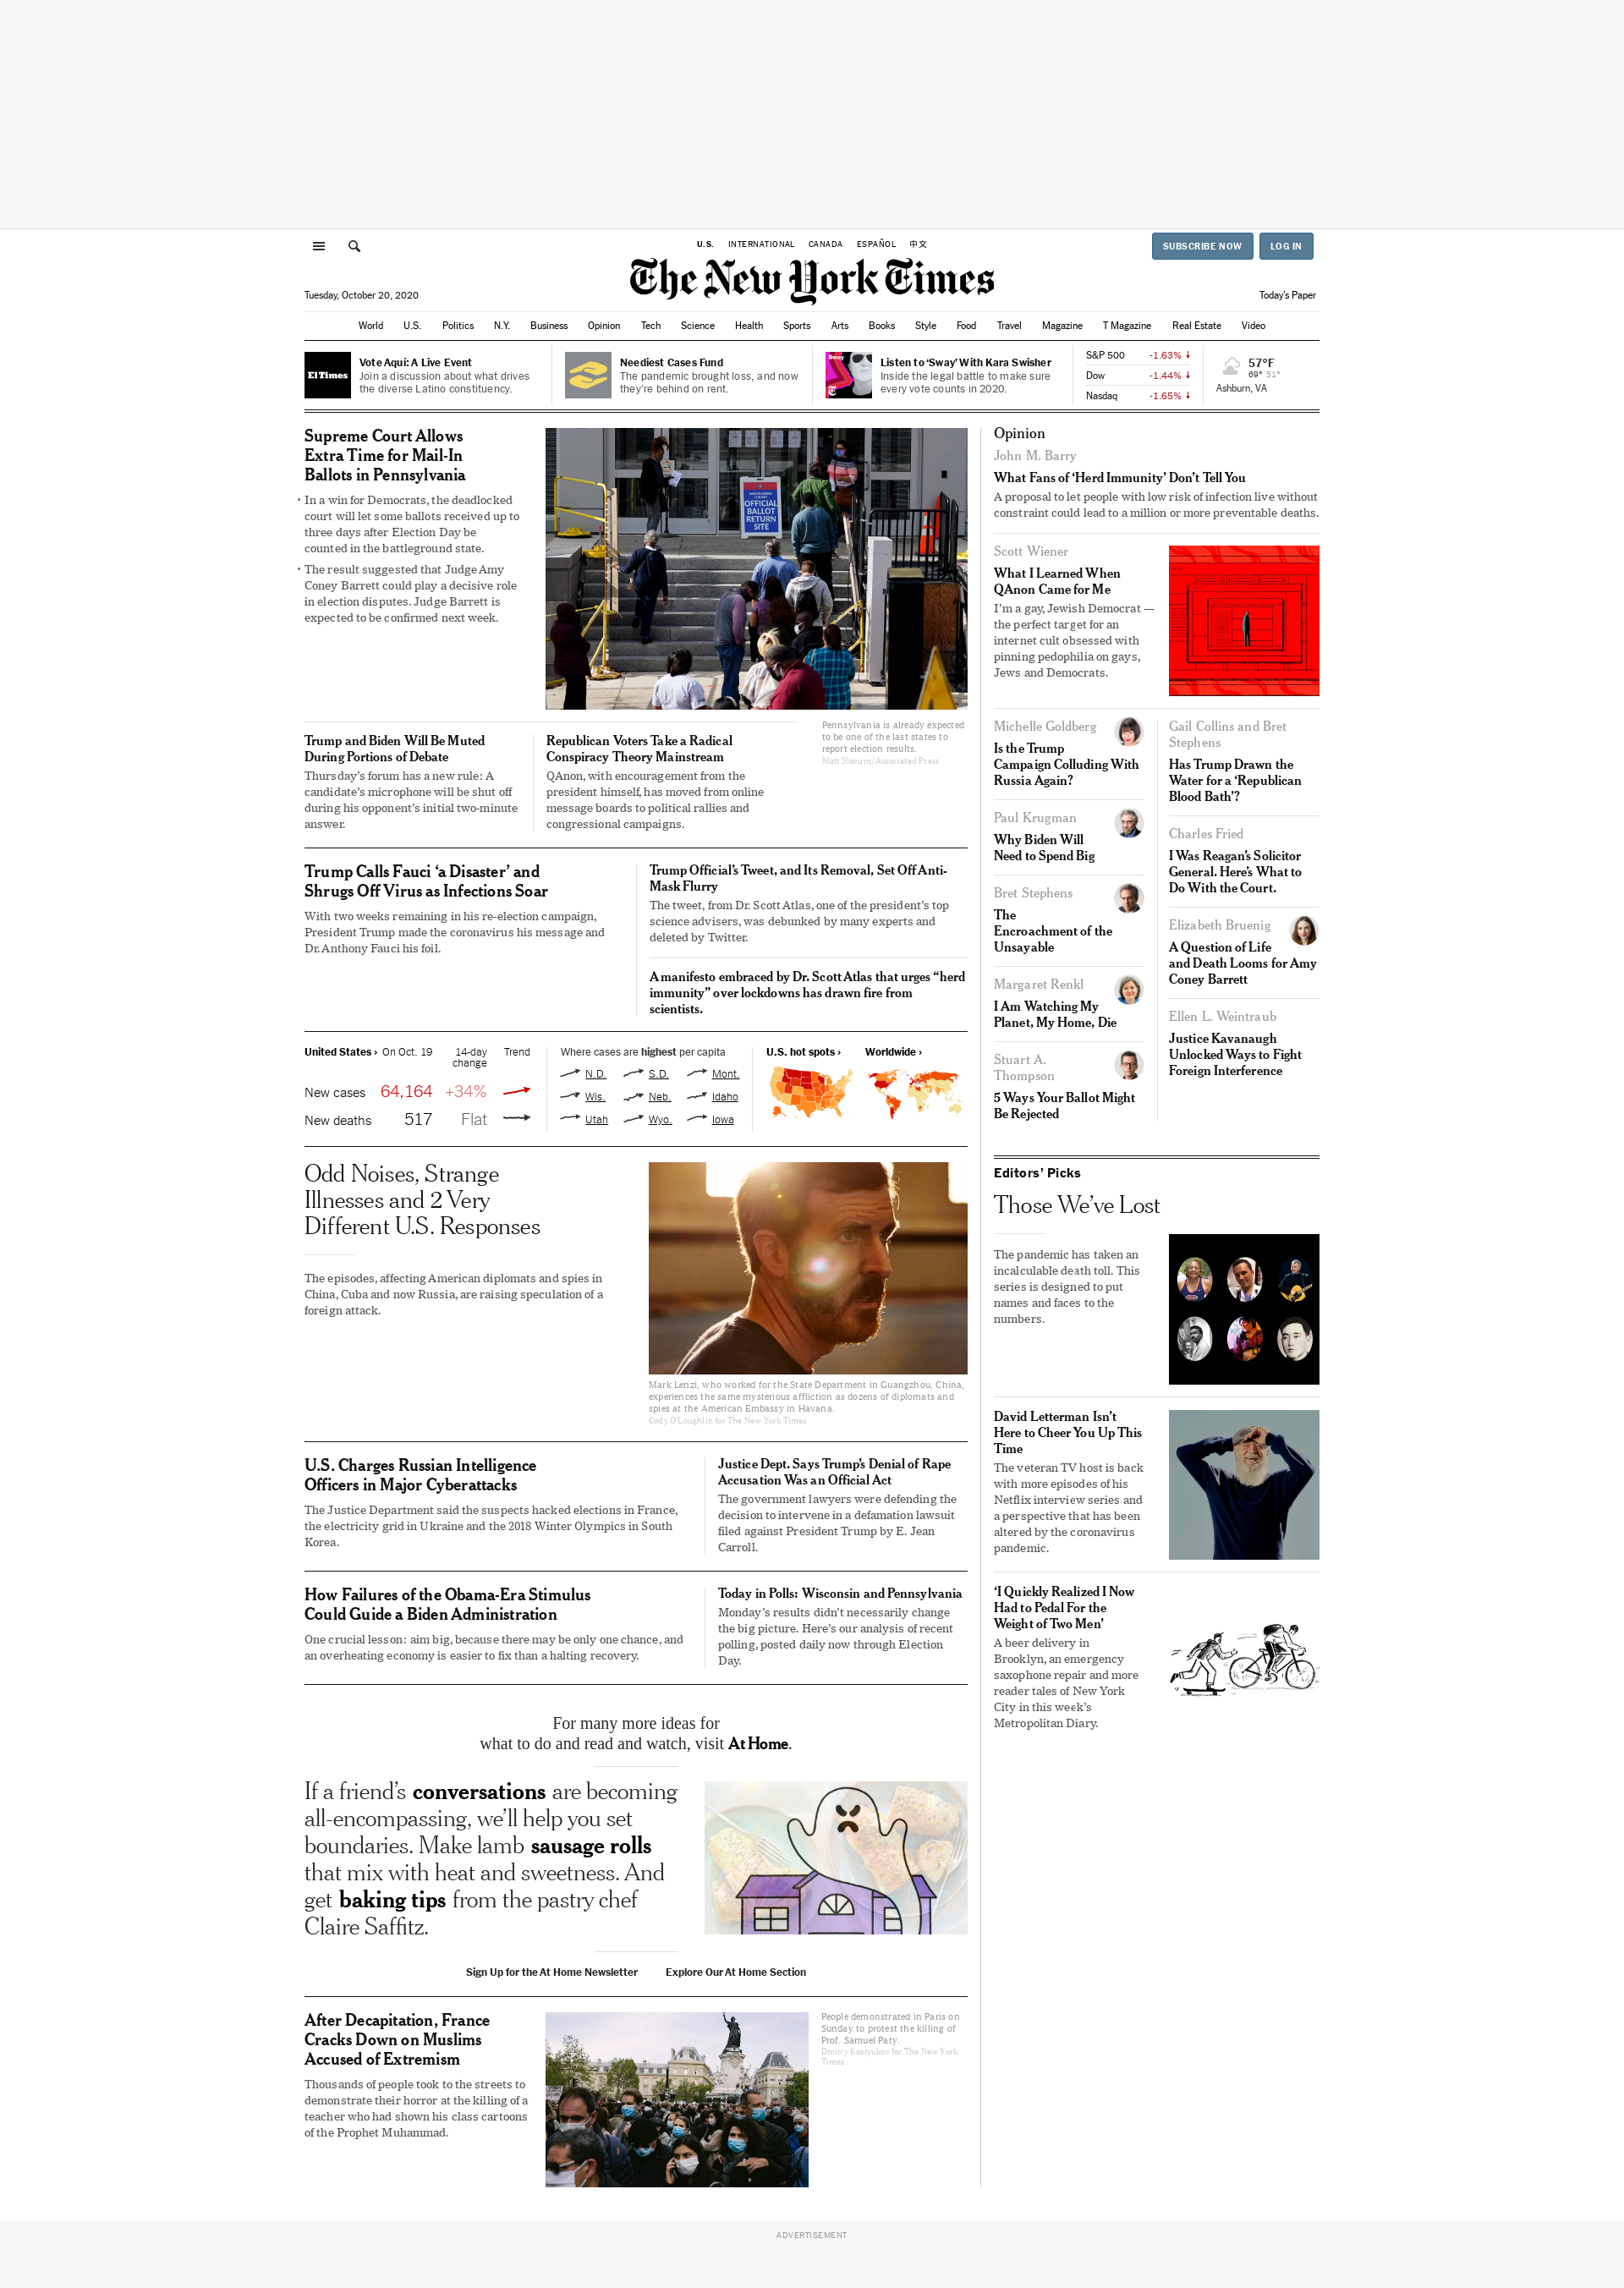 U.S. INTERNATIONAL CANADA ESPAÑOL 中文
SUBSCRIBE NOW LOG IN
The New York Times
Tuesday, October 20, 2020
Today's Paper
World U.S. Politics N.Y. Business Opinion Tech Science Health Sports Arts Books Style Food Travel Magazine T Magazine Real Estate Video
El Times
Vote Aquí: A Live Event
Join a discussion about what drives
the diverse Latino constituency.
Neediest Cases Fund
The pandemic brought loss, and now
they're behind on rent.
Sway
Listen to ‘Sway’ With Kara Swisher
Inside the legal battle to make sure
every vote counts in 2020.
S&P 500 -1.63%
Dow -1.44%
Nasdaq -1.65%
57°F
69° 51°
Ashburn, VA
Supreme Court Allows
Extra Time for Mail-In
Ballots in Pennsylvania
• In a win for Democrats, the deadlocked
court will let some ballots received up to
three days after Election Day be
counted in the battleground state.
• The result suggested that Judge Amy
Coney Barrett could play a decisive role
in election disputes. Judge Barrett is
expected to be confirmed next week.
OFFICIAL
BALLOT
RETURN
SITE
Pennsylvania is already expected
to be one of the last states to
report election results.
Matt Slocum/Associated Press
Trump and Biden Will Be Muted
During Portions of Debate
Thursday's forum has a new rule: A
candidate's microphone will be shut off
during his opponent's initial two-minute
answer.
Republican Voters Take a Radical
Conspiracy Theory Mainstream
QAnon, with encouragement from the
president himself, has moved from online
message boards to political rallies and
congressional campaigns.
Trump Calls Fauci ‘a Disaster’ and
Shrugs Off Virus as Infections Soar
With two weeks remaining in his re-election campaign,
President Trump made the coronavirus his message and
Dr. Anthony Fauci his foil.
Trump Official's Tweet, and Its Removal, Set Off Anti-
Mask Flurry
The tweet, from Dr. Scott Atlas, one of the president's top
science advisers, was debunked by many experts and
deleted by Twitter.
A manifesto embraced by Dr. Scott Atlas that urges “herd
immunity” over lockdowns has drawn fire from
scientists.
United States › On Oct. 19 14-day Trend
change
New cases 64,164 +34%
New deaths 517 Flat
Where cases are highest per capita
N.D. S.D. Mont.
Wis. Neb. Idaho
Utah Wyo. Iowa
U.S. hot spots › Worldwide ›
Odd Noises, Strange
Illnesses and 2 Very
Different U.S. Responses
The episodes, affecting American diplomats and spies in
China, Cuba and now Russia, are raising speculation of a
foreign attack.
Mark Lenzi, who worked for the State Department in Guangzhou, China,
experiences the same mysterious affliction as dozens of diplomats and
spies at the American Embassy in Havana.
Cody O'Loughlin for The New York Times
U.S. Charges Russian Intelligence
Officers in Major Cyberattacks
The Justice Department said the suspects hacked elections in France,
the electricity grid in Ukraine and the 2018 Winter Olympics in South
Korea.
Justice Dept. Says Trump's Denial of Rape
Accusation Was an Official Act
The government lawyers were defending the
decision to intervene in a defamation lawsuit
filed against President Trump by E. Jean
Carroll.
How Failures of the Obama-Era Stimulus
Could Guide a Biden Administration
One crucial lesson: aim big, because there may be only one chance, and
an overheating economy is easier to fix than a halting recovery.
Today in Polls: Wisconsin and Pennsylvania
Monday's results didn't necessarily change
the big picture. Here's our analysis of recent
polling, posted daily now through Election
Day.
For many more ideas for
what to do and read and watch, visit At Home.
If a friend's conversations are becoming
all-encompassing, we'll help you set
boundaries. Make lamb sausage rolls
that mix with heat and sweetness. And
get baking tips from the pastry chef
Claire Saffitz.
Sign Up for the At Home Newsletter Explore Our At Home Section
After Decapitation, France
Cracks Down on Muslims
Accused of Extremism
Thousands of people took to the streets to
demonstrate their horror at the killing of a
teacher who had shown his class cartoons
of the Prophet Muhammad.
People demonstrated in Paris on
Sunday to protest the killing of
Prof. Samuel Paty.
Dmitry Kostyukov for The New York
Times
Opinion
John M. Barry
What Fans of ‘Herd Immunity’ Don't Tell You
A proposal to let people with low risk of infection live without
constraint could lead to a million or more preventable deaths.
Scott Wiener
What I Learned When
QAnon Came for Me
I'm a gay, Jewish Democrat —
the perfect target for an
internet cult obsessed with
pinning pedophilia on gays,
Jews and Democrats.
Michelle Goldberg
Is the Trump
Campaign Colluding With
Russia Again?
Paul Krugman
Why Biden Will
Need to Spend Big
Bret Stephens
The
Encroachment of the
Unsayable
Margaret Renkl
I Am Watching My
Planet, My Home, Die
Stuart A.
Thompson
5 Ways Your Ballot Might
Be Rejected
Gail Collins and Bret
Stephens
Has Trump Drawn the
Water for a ‘Republican
Blood Bath’?
Charles Fried
I Was Reagan's Solicitor
General. Here's What to
Do With the Court.
Elizabeth Bruenig
A Question of Life
and Death Looms for Amy
Coney Barrett
Ellen L. Weintraub
Justice Kavanaugh
Unlocked Ways to Fight
Foreign Interference
Editors' Picks
Those We've Lost
The pandemic has taken an
incalculable death toll. This
series is designed to put
names and faces to the
numbers.
David Letterman Isn't
Here to Cheer You Up This
Time
The veteran TV host is back
with more episodes of his
Netflix interview series and
a perspective that has been
altered by the coronavirus
pandemic.
‘I Quickly Realized I Now
Had to Pedal For the
Weight of Two Men’
A beer delivery in
Brooklyn, an emergency
saxophone repair and more
reader tales of New York
City in this week's
Metropolitan Diary.
ADVERTISEMENT